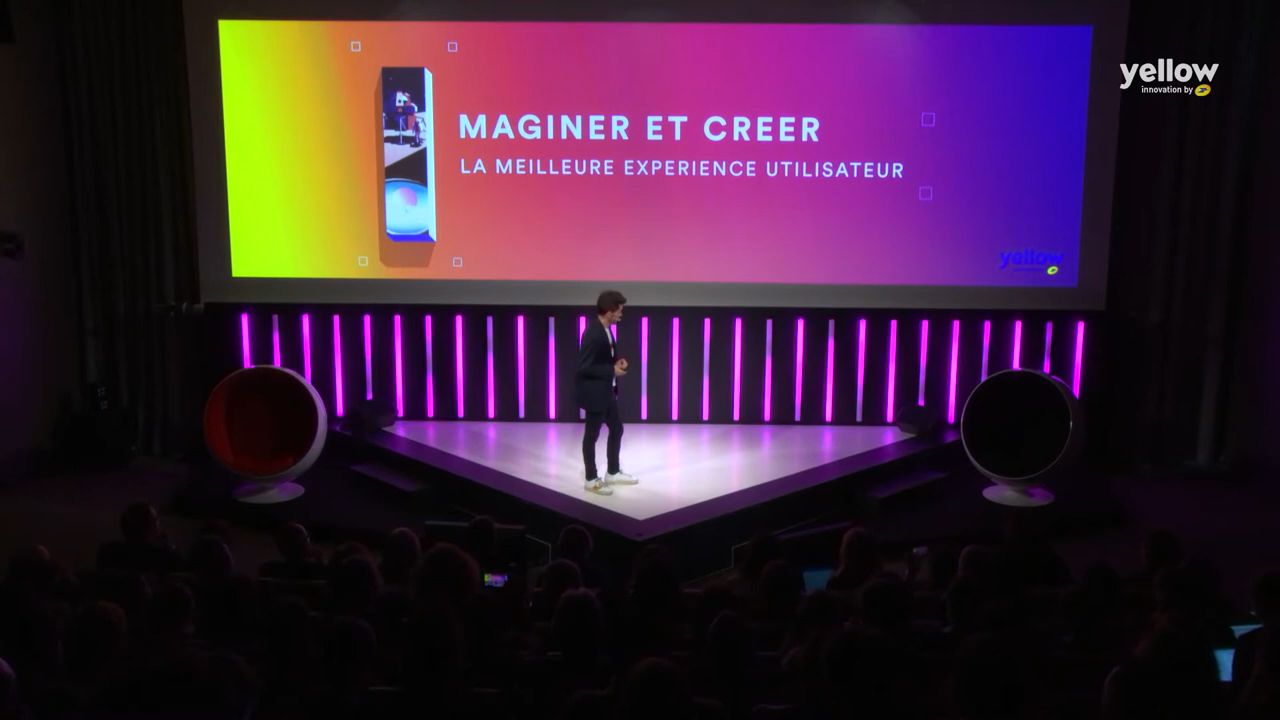 yellow
innovation by
MAGINER ET CREER
LA MEILLEURE EXPERIENCE UTILISATEUR
yellow